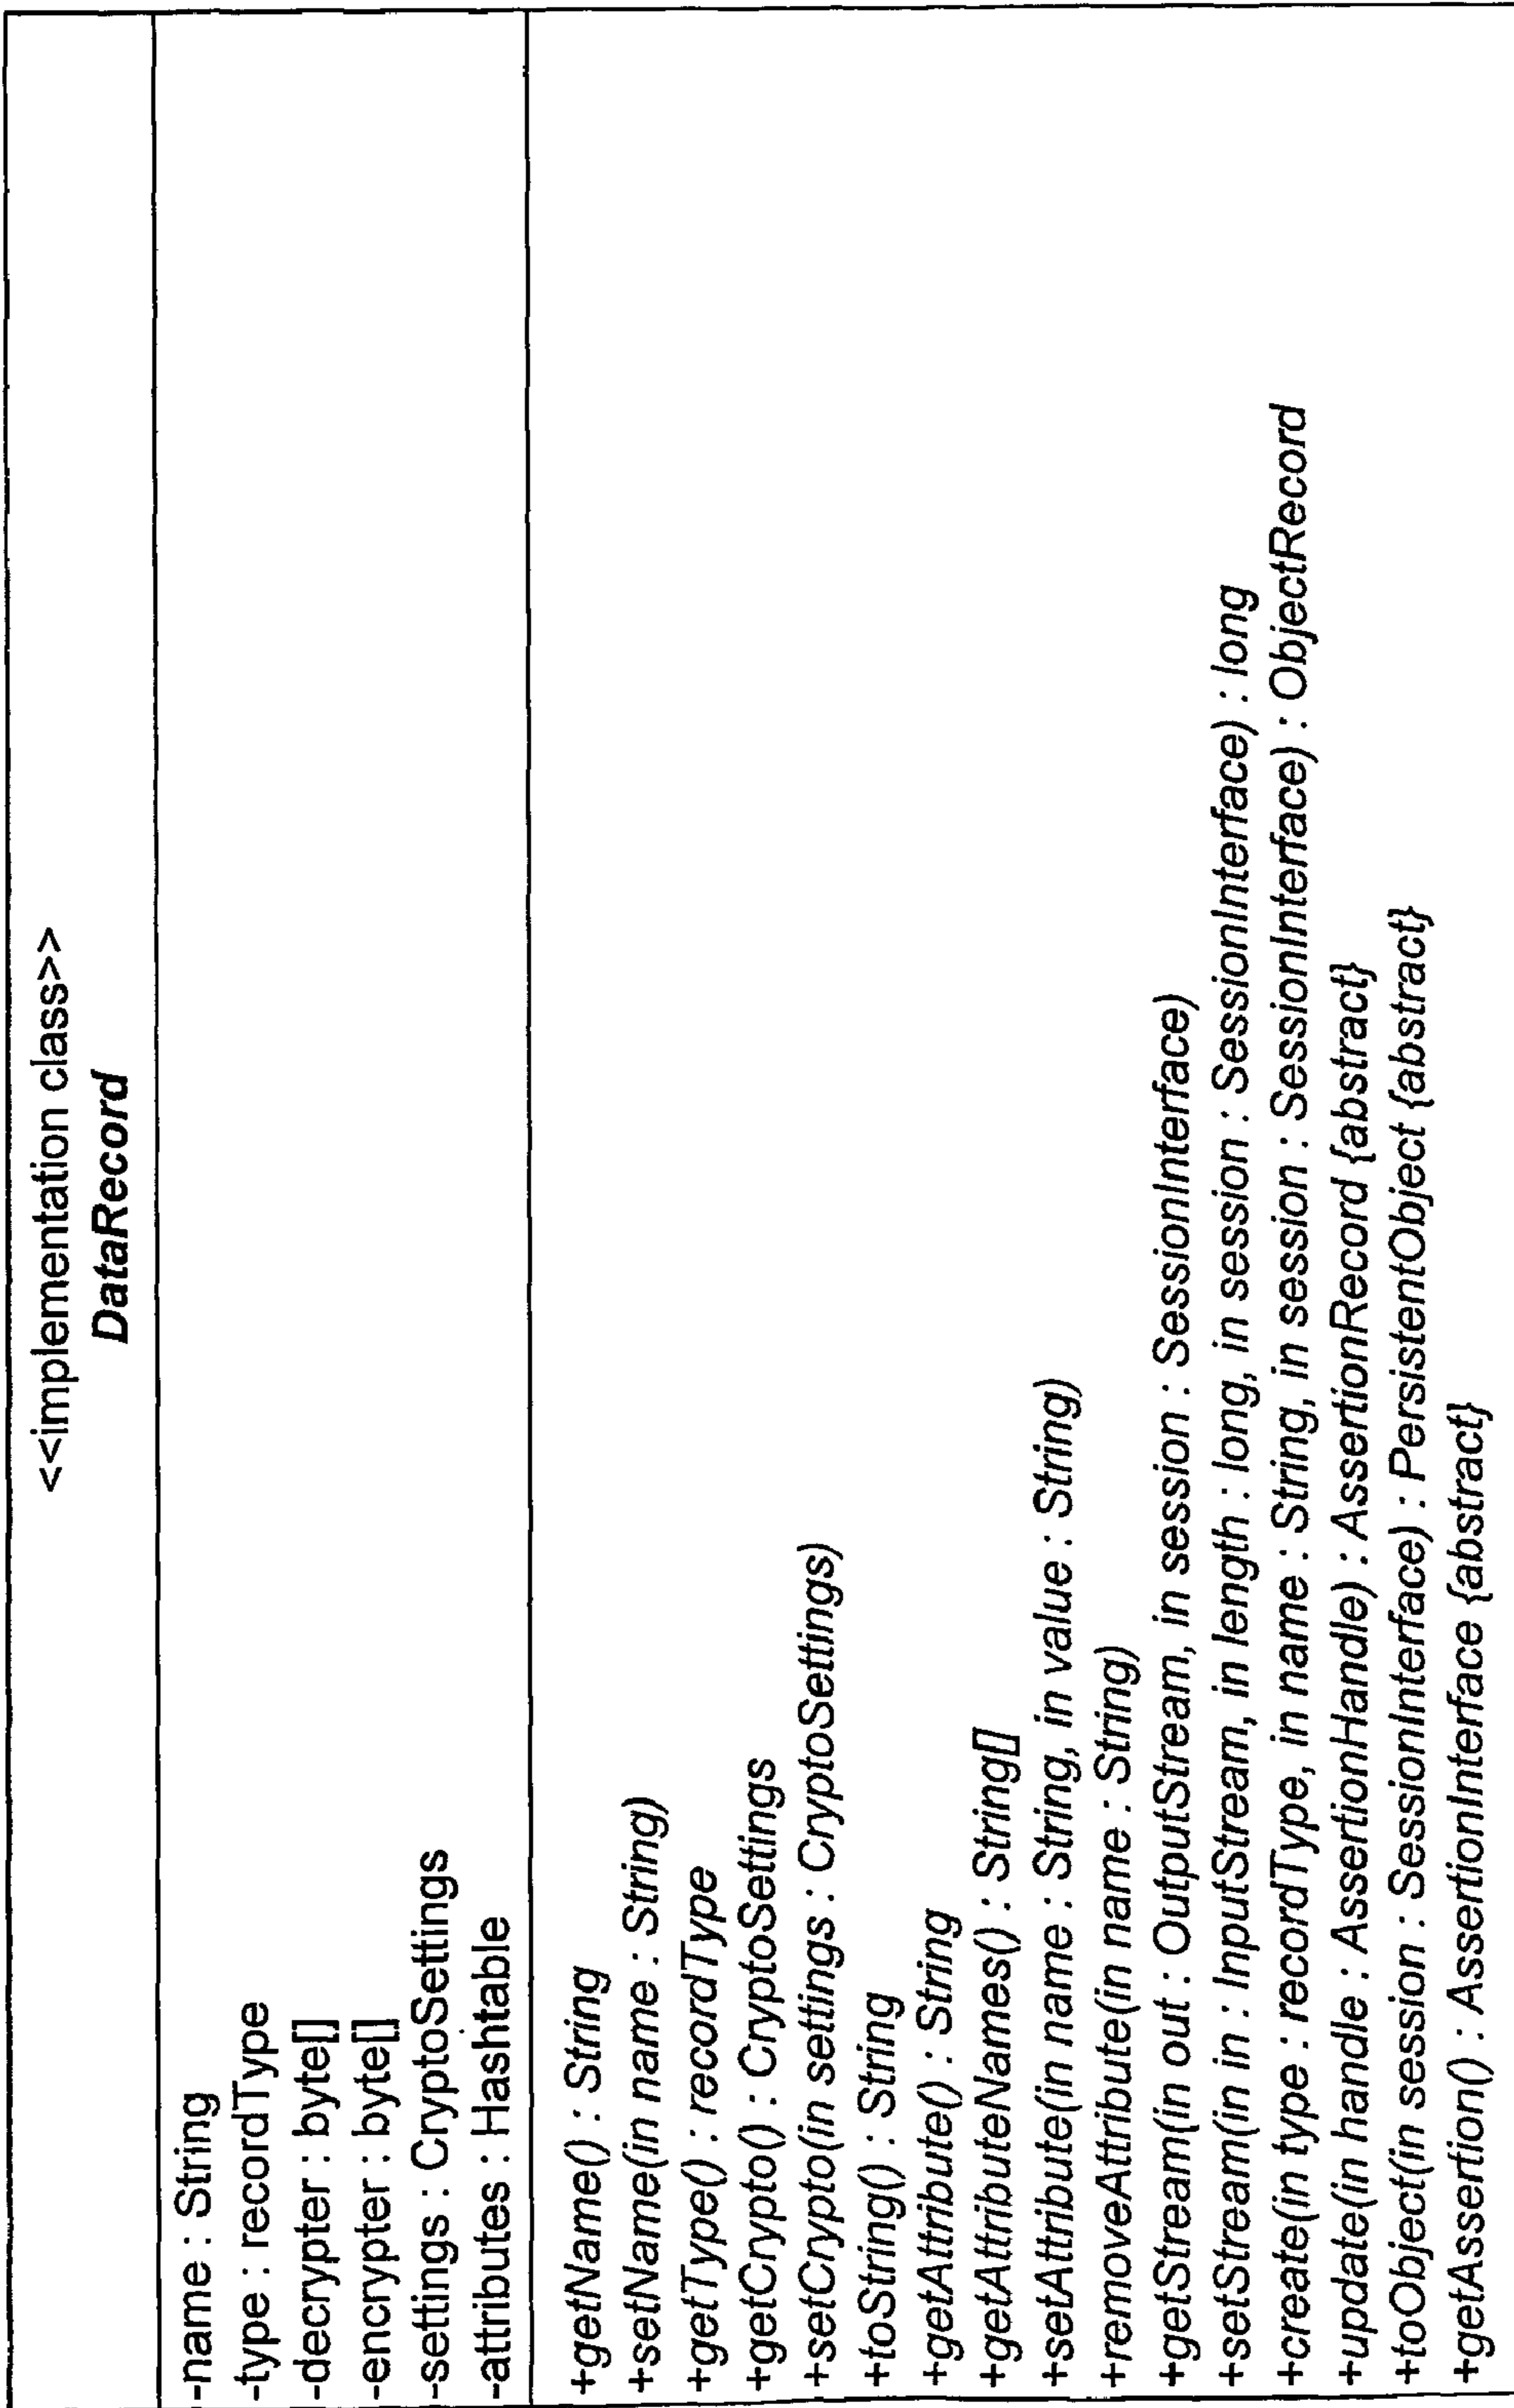 <<implementation class>>
DataRecord
-name : String
-type : recordType
-decrypter : byte[]
-encrypter : byte[]
-settings : CryptoSettings
-attributes : Hashtable
+getName() : String
+setName(in name : String)
+getType() : recordType
+getCrypto() : CryptoSettings
+setCrypto(in settings : CryptoSettings)
+toString() : String
+getAttribute() : String
+getAttributeNames() : String[]
+setAttribute(in name : String, in value : String)
+removeAttribute(in name : String)
+getStream(in out : OutputStream, in session : SessionInterface)
+setStream(in in : InputStream, in length : long, in session : SessionInterface) : long
+create(in type : recordType, in name : String, in session : SessionInterface) : ObjectRecord
+update(in handle : AssertionHandle) : AssertionRecord {abstract}
+toObject(in session : SessionInterface) : PersistentObject {abstract}
+getAssertion() : AssertionInterface {abstract}